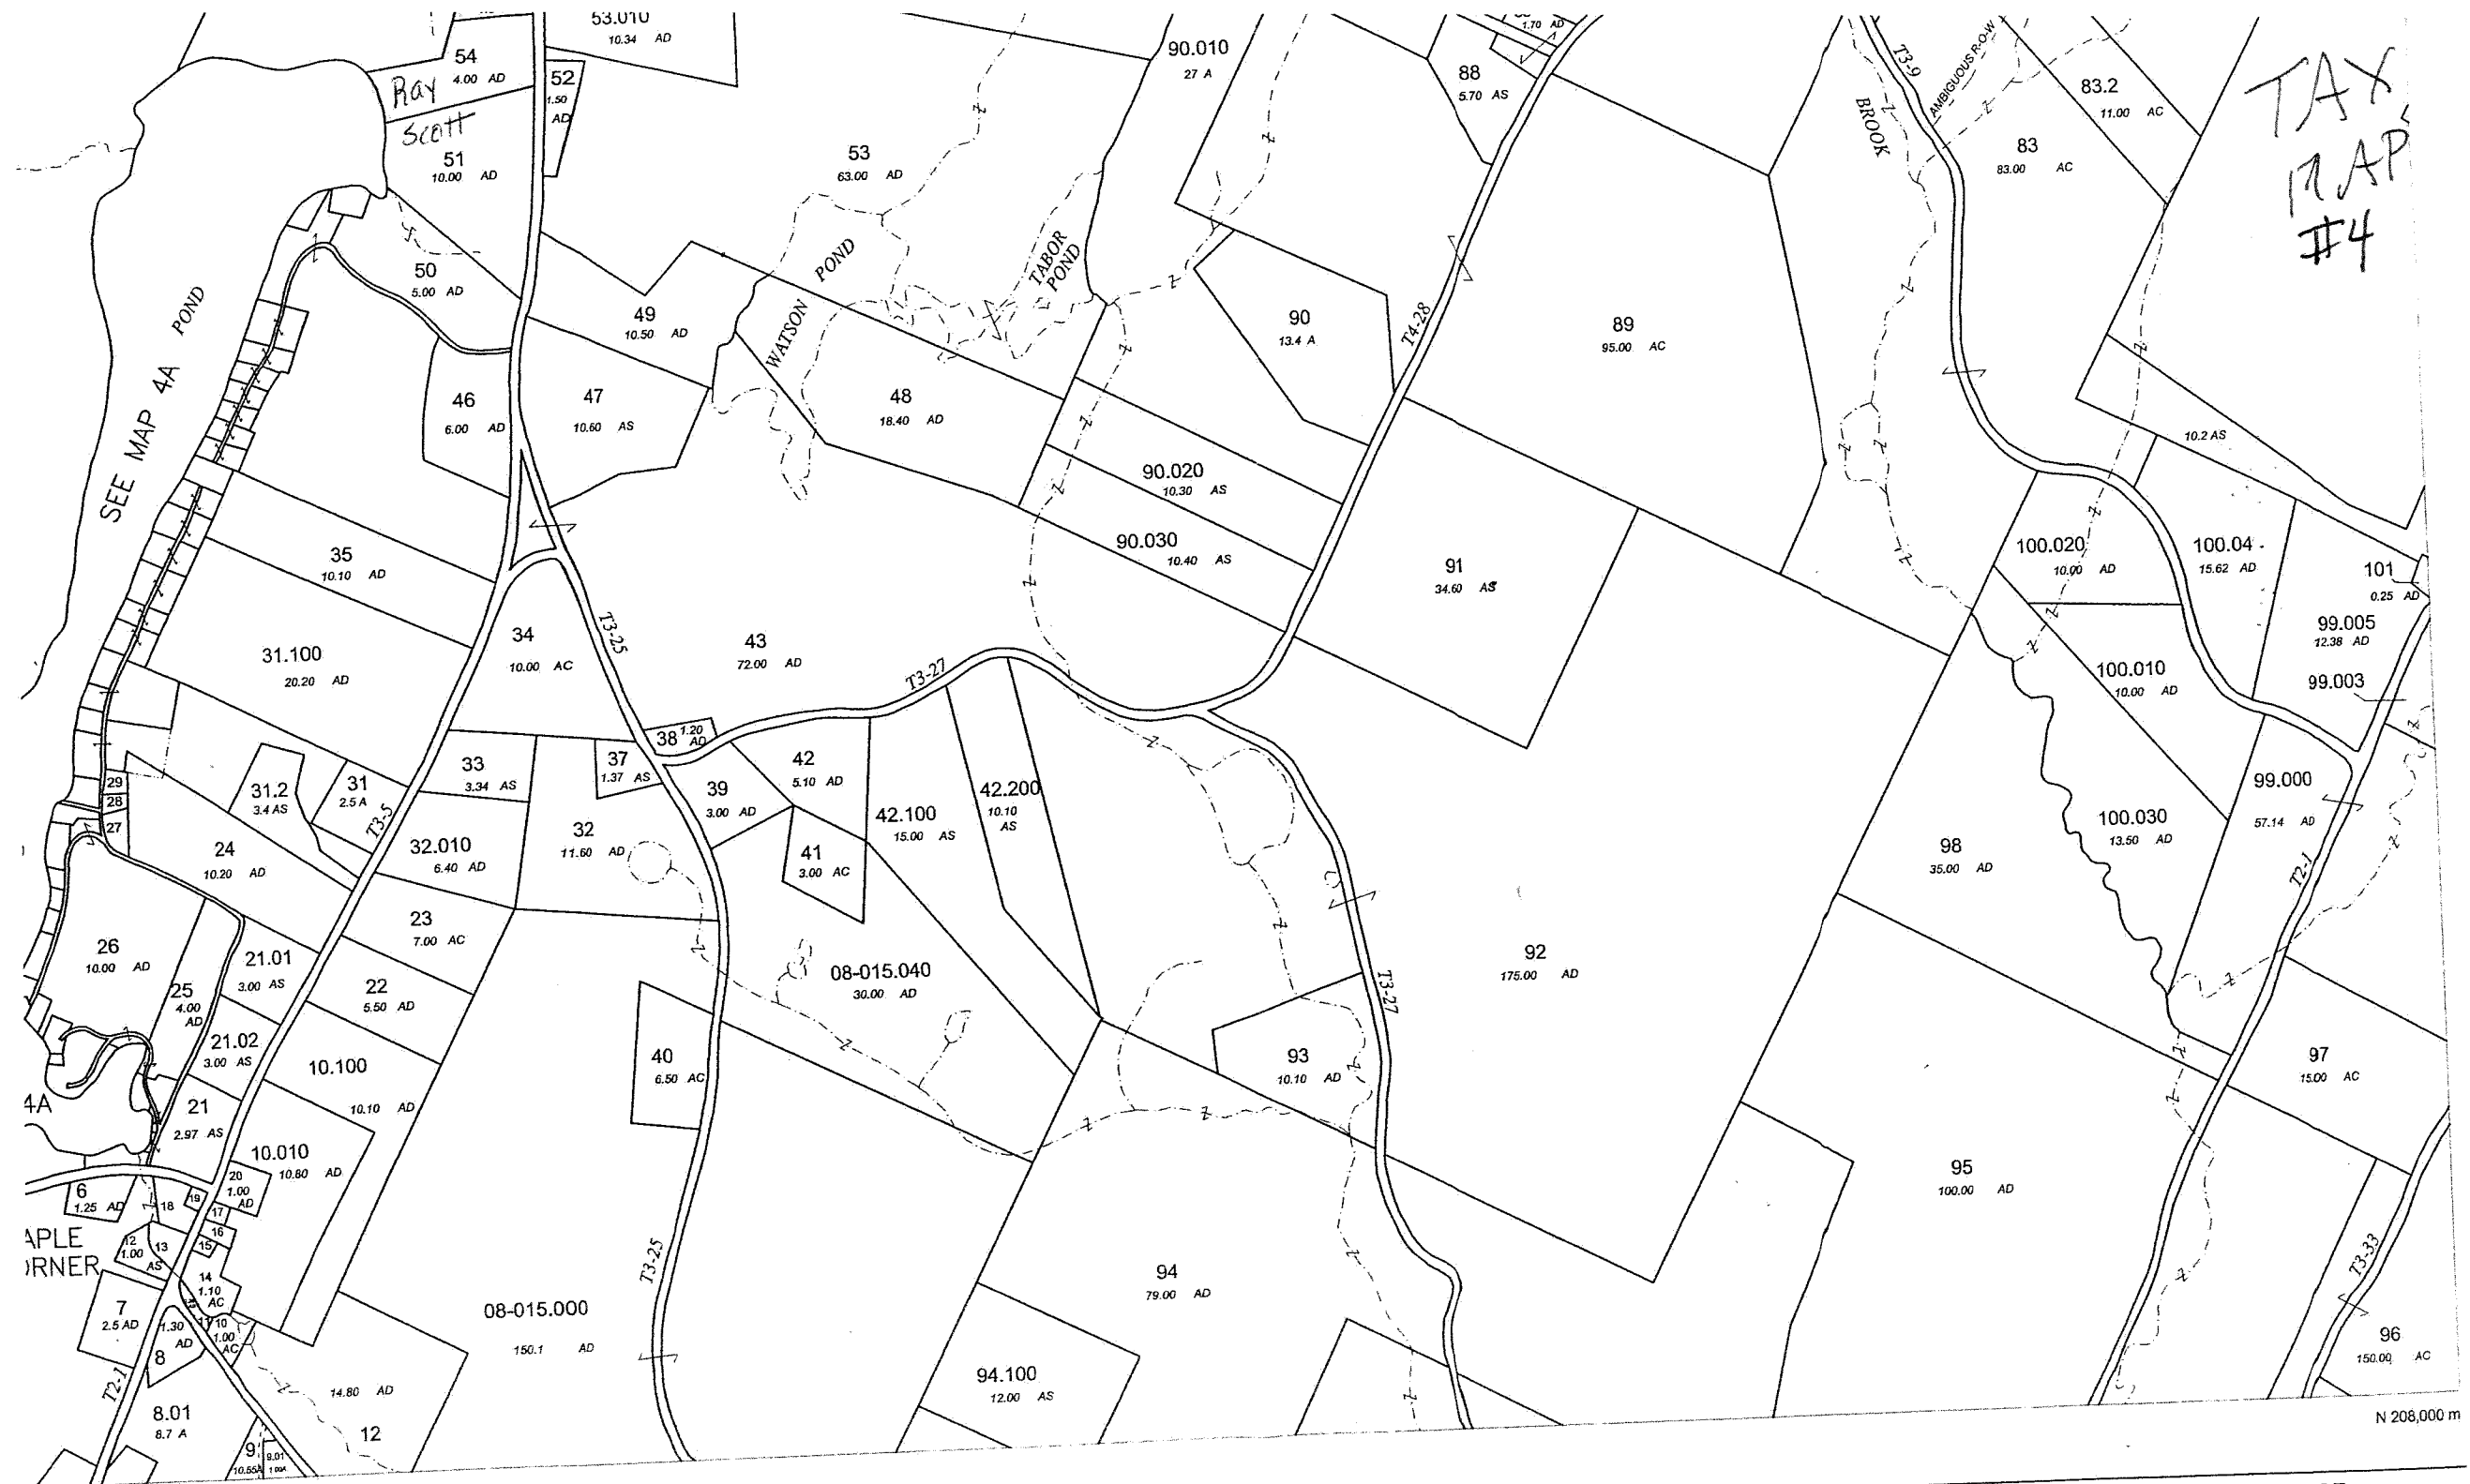 53.010
10.34 AD
54
4.00 AD
Ray
Scott
51
10.00 AD
52
1.50
AD
53
63.00 AD
90.010
27 A
1.70 AD
88
5.70 AS
T3-9
AMBIGUOUS R-O-W
BROOK
83.2
11.00 AC
83
83.00 AC
TAX
MAP
#4
50
5.00 AD
POND
SEE MAP 4A
49
10.50 AD
WATSON POND
TABOR
POND
90
13.4 A
T4-28
89
95.00 AC
46
6.00 AD
47
10.60 AS
48
18.40 AD
10.2 AS
90.020
10.30 AS
90.030
10.40 AS
91
34.60 AS
35
10.10 AD
100.020
10.00 AD
100.04
15.62 AD
101
0.25 AD
99.005
12.38 AD
99.003
31.100
20.20 AD
34
10.00 AC
T3-25
43
72.00 AD
T3-27
100.010
10.00 AD
38
1.20
AD
33
3.34 AS
37
1.37 AS
39
3.00 AD
42
5.10 AD
42.100
15.00 AS
42.200
10.10
AS
29
28
27
31.2
3.4 AS
31
2.5 A
T3-5
32.010
6.40 AD
32
11.60 AD
41
3.00 AC
24
10.20 AD
98
35.00 AD
100.030
13.50 AD
99.000
57.14 AD
T2-1
23
7.00 AC
26
10.00 AD
25
4.00
AD
21.01
3.00 AS
22
5.50 AD
08-015.040
30.00 AD
T3-27
92
175.00 AD
21.02
3.00 AS
10.100
10.10 AD
40
6.50 AC
93
10.10 AD
97
15.00 AC
4A
21
2.97 AS
10.010
10.80 AD
20
1.00
AD
19
18
17
16
15
6
1.25 AD
APLE
ORNER
12
1.00
AS
13
14
1.10
AC
7
2.5 AD
1.30
AD
8
11
10
1.00
AC
T2-1
8.01
8.7 A
9
10.55A
9.01
14.80 AD
12
08-015.000
150.1 AD
T3-25
94
79.00 AD
94.100
12.00 AS
95
100.00 AD
T3-33
96
150.00 AC
N 208,000 m